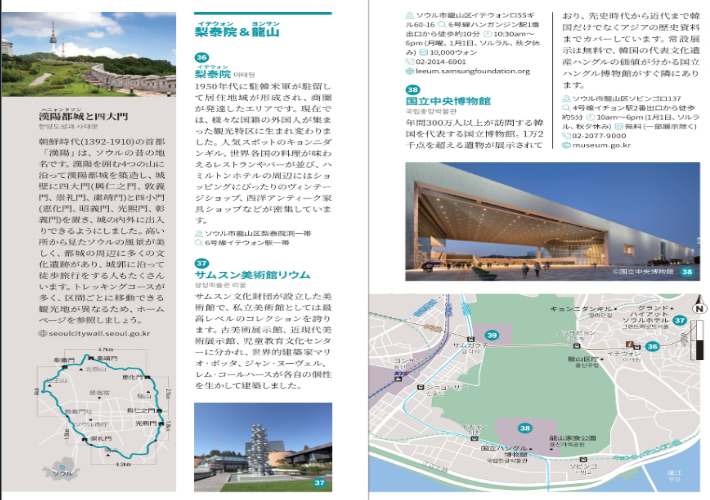 ハニャンドソン
漢陽都城と四大門
한양도성과 사대문
朝鮮時代(1392-1910)の首都
「漢陽」は、ソウルの昔の地
名です。漢陽を囲む4つの山に
沿って漢陽都城を築造し、城
壁に四大門(興仁之門、敦義
門、崇礼門、粛靖門)と四小門
(恵化門、昭義門、光熙門、彰
義門)を置き、城の内外に出入
りできるようにしました。高い
所から見たソウルの風景が美
しく、都城の周辺に多くの文
化遺跡があり、城郭に沿って
徒歩旅行をする人もたくさん
います。トレッキングコースが
多く、区間ごとに移動できる
観光地が異なるため、ホーム
ページを参照しましょう。
seoulcitywall.seoul.go.kr
恵化門
興仁之門
光熙門
崇礼門
ソウル市庁
4.2km
ソウル
イテウォン ヨンサン
梨泰院&龍山
36
イテウォン
梨泰院 이태원
1950年代に駐韓米軍が駐留し
て居住地域が形成され、商圏
が発達したエリアです。現在で
は、様々な国籍の外国人が集ま
った観光特区に生まれ変わりま
した。人気スポットのキョンニダ
ンギル、世界各国の料理が味わ
えるレストランやバーが並び、ハ
ミルトンホテルの周辺にはショ
ッピングにぴったりのヴィンテー
ジショップ、西洋アンティーク家
具ショップなどが密集していま
す。
ソウル市龍山区梨泰院洞一帯
6号線イテウォン駅一帯
37
サムスン美術館リウム
삼성미술관 리움
サムスン文化財団が設立した美
術館で、私立美術館としては最
高レベルのコレクションを誇り
ます。古美術展示館、近現代美
術展示館、児童教育文化センタ
ーに分かれ、世界的建築家マリ
オ・ボッタ、ジャン・ヌーヴェル、
レム・コールハースが各自の個性
を生かして建築しました。
37
ソウル市龍山区イテウォンロ55ギ
ル60-16 6号線ハンガンジン駅1番
出口から徒歩約10分 10:30am~
6pm (月曜、1月1日、ソルラル、秋夕休
み) 10,000ウォン
02-2014-6901
leeum.samsungfoundation.org
38
国立中央博物館
국립중앙박물관
年間300万人以上が訪問する韓
国を代表する国立博物館。1万2
千点を超える遺物が展示されて
おり、先史時代から近代まで韓
国だけでなくアジアの歴史資料
までカバーしています。常設展
示は無料で、韓国の代表文化遺
産ハングルの価値が分かる国立
ハングル博物館がすぐ隣にあり
ます。
ソウル市龍山区ソビンゴロ137
4号線イチョン駅2番出口から徒歩
約5分 10am~6pm (1月1日、ソルラ
ル、秋夕休み) 無料(一部展示除く)
02-2077-9000
museum.go.kr
©国立中央博物館 38
キョンニダンギル
グランド
ハイアット
ソウルホテル
37
N
39
サムガクチ
36
イテウォン
龍山区庁
シニョンサン
38
龍山家族公園
国立ハングル
博物館
ソビンゴ
漢江